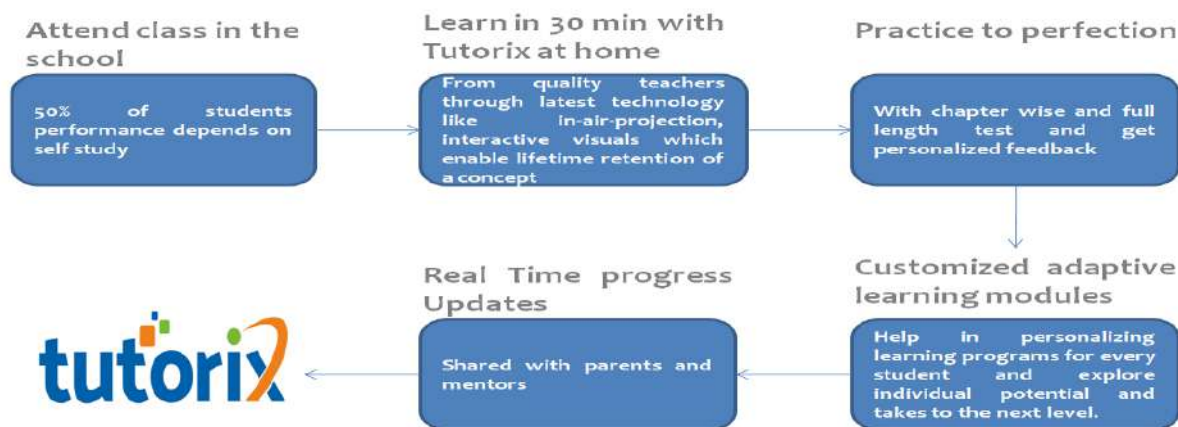 Attend class in the
school
50% of students
performance depends on
self study
Learn in 30 min with
Tutorix at home
From quality teachers
through latest technology
like in-air-projection,
interactive visuals which
enable lifetime retention of
a concept
Practice to perfection
With chapter wise and full
length test and get
personalized feedback
Customized adaptive
learning modules
Help in personalizing
learning programs for every
student and explore
individual potential and
takes to the next level.
Real Time progress
Updates
Shared with parents and
mentors
tutorix